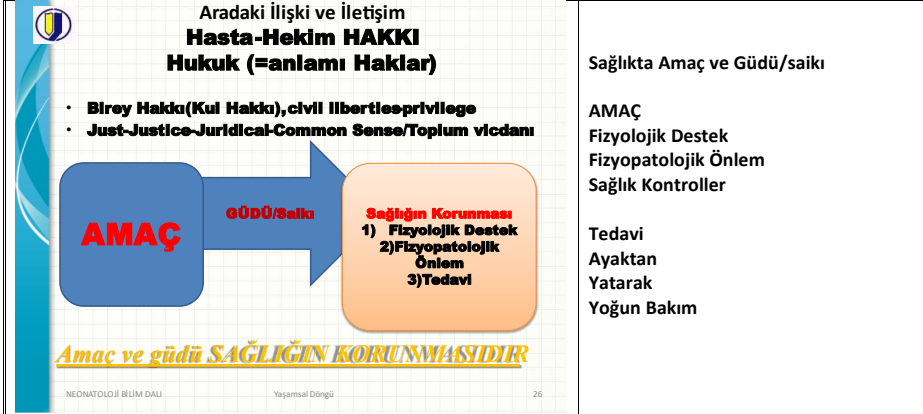 Aradaki İlişki ve İletişim
Hasta-Hekim HAKKI
Hukuk (=anlamı Haklar)
• Birey Hakkı(Kul Hakkı),civil liberties-privilege
• Just-Justice-Juridical-Common Sense/Toplum vicdanı
AMAÇ
GÜDÜ/Saikı
Sağlığın Korunması
1) Fizyolojik Destek
2)Fizyopatolojik
Önlem
3)Tedavi
Amaç ve güdü SAĞLIĞIN KORUNMASIDIR
NEONATOLOJİ BİLİM DALI
Yaşamsal Döngü
26
Sağlıkta Amaç ve Güdü/saikı
AMAÇ
Fizyolojik Destek
Fizyopatolojik Önlem
Sağlık Kontroller
Tedavi
Ayaktan
Yatarak
Yoğun Bakım